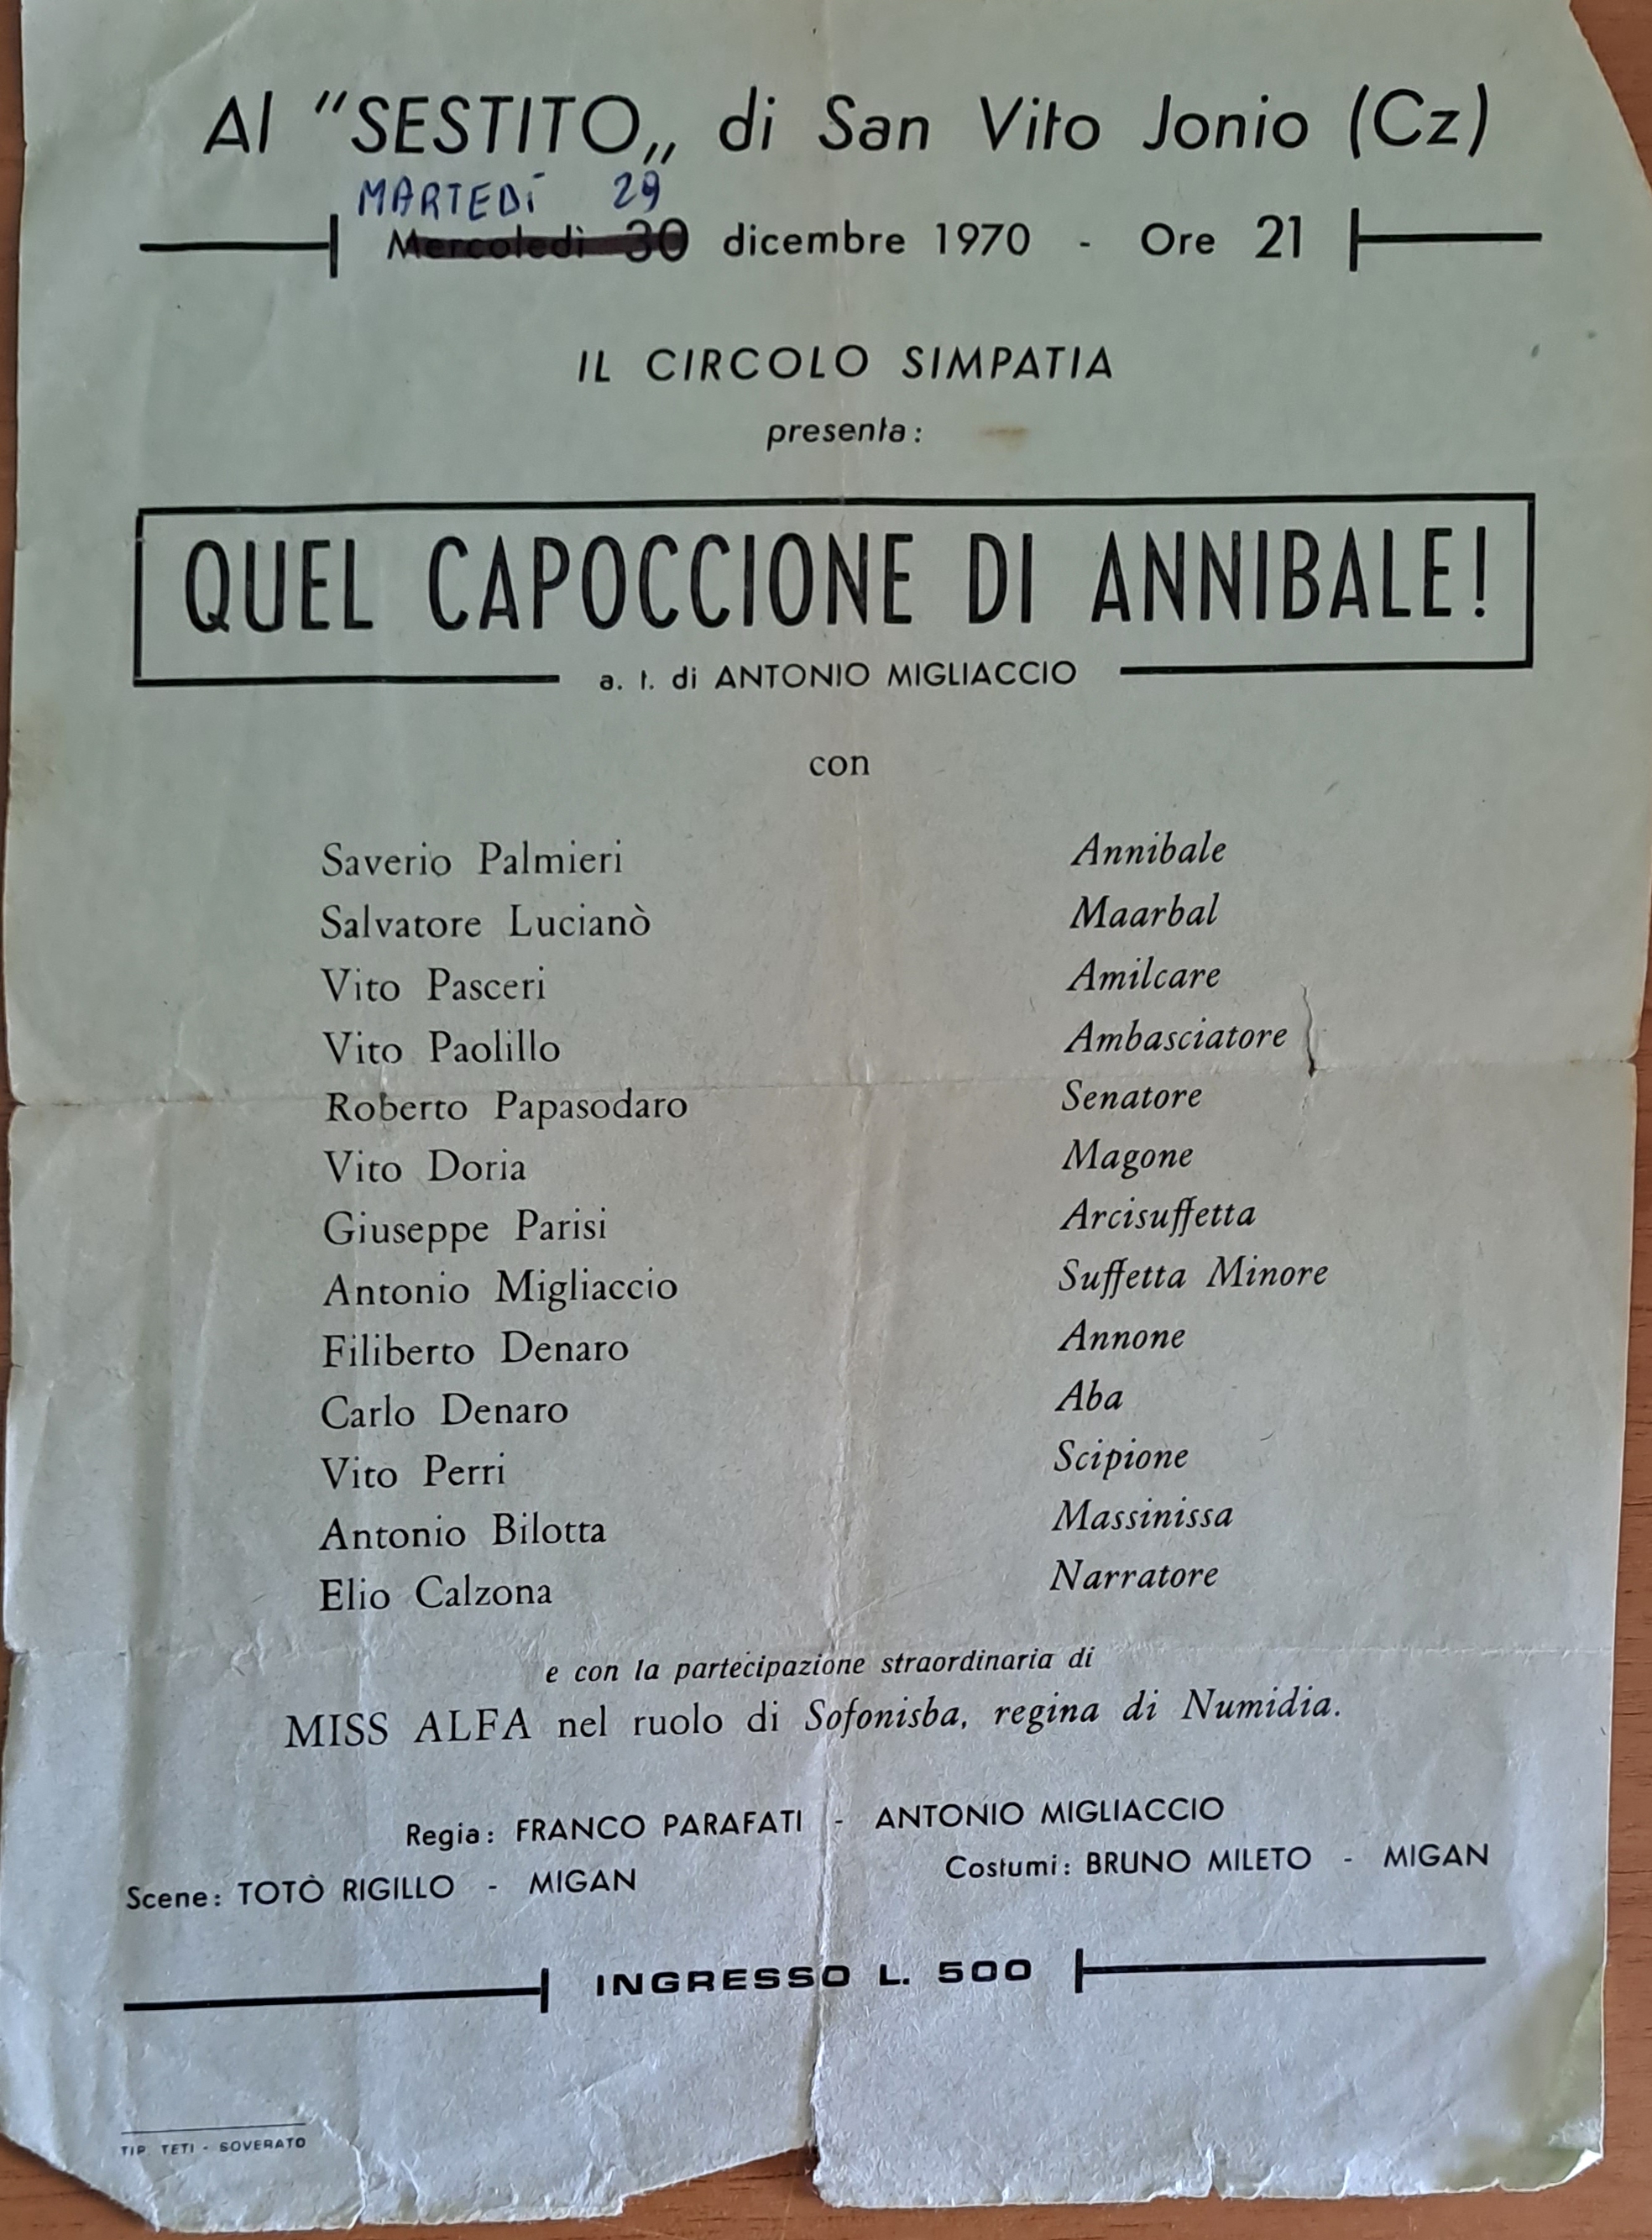 Al "SESTITO„ di San Vito Jonio (Cz)
MARTEDÌ 29
Mercoledì 30 dicembre 1970 - Ore 21
IL CIRCOLO SIMPATIA
presenta:
QUEL CAPOCCIONE DI ANNIBALE!
a. t. di ANTONIO MIGLIACCIO
con
Saverio Palmieri Annibale
Salvatore Lucianò Maarbal
Vito Pasceri Amilcare
Vito Paolillo Ambasciatore
Roberto Papasodaro Senatore
Vito Doria Magone
Giuseppe Parisi Arcisuffetta
Antonio Migliaccio Suffetta Minore
Filiberto Denaro Annone
Carlo Denaro Aba
Vito Perri Scipione
Antonio Bilotta Massinissa
Elio Calzona Narratore
e con la partecipazione straordinaria di
MISS ALFA nel ruolo di Sofonisba, regina di Numidia.
Regia: FRANCO PARAFATI - ANTONIO MIGLIACCIO
Scene: TOTÒ RIGILLO - MIGAN Costumi: BRUNO MILETO - MIGAN
INGRESSO L. 500
TIP. TETI - SOVERATO